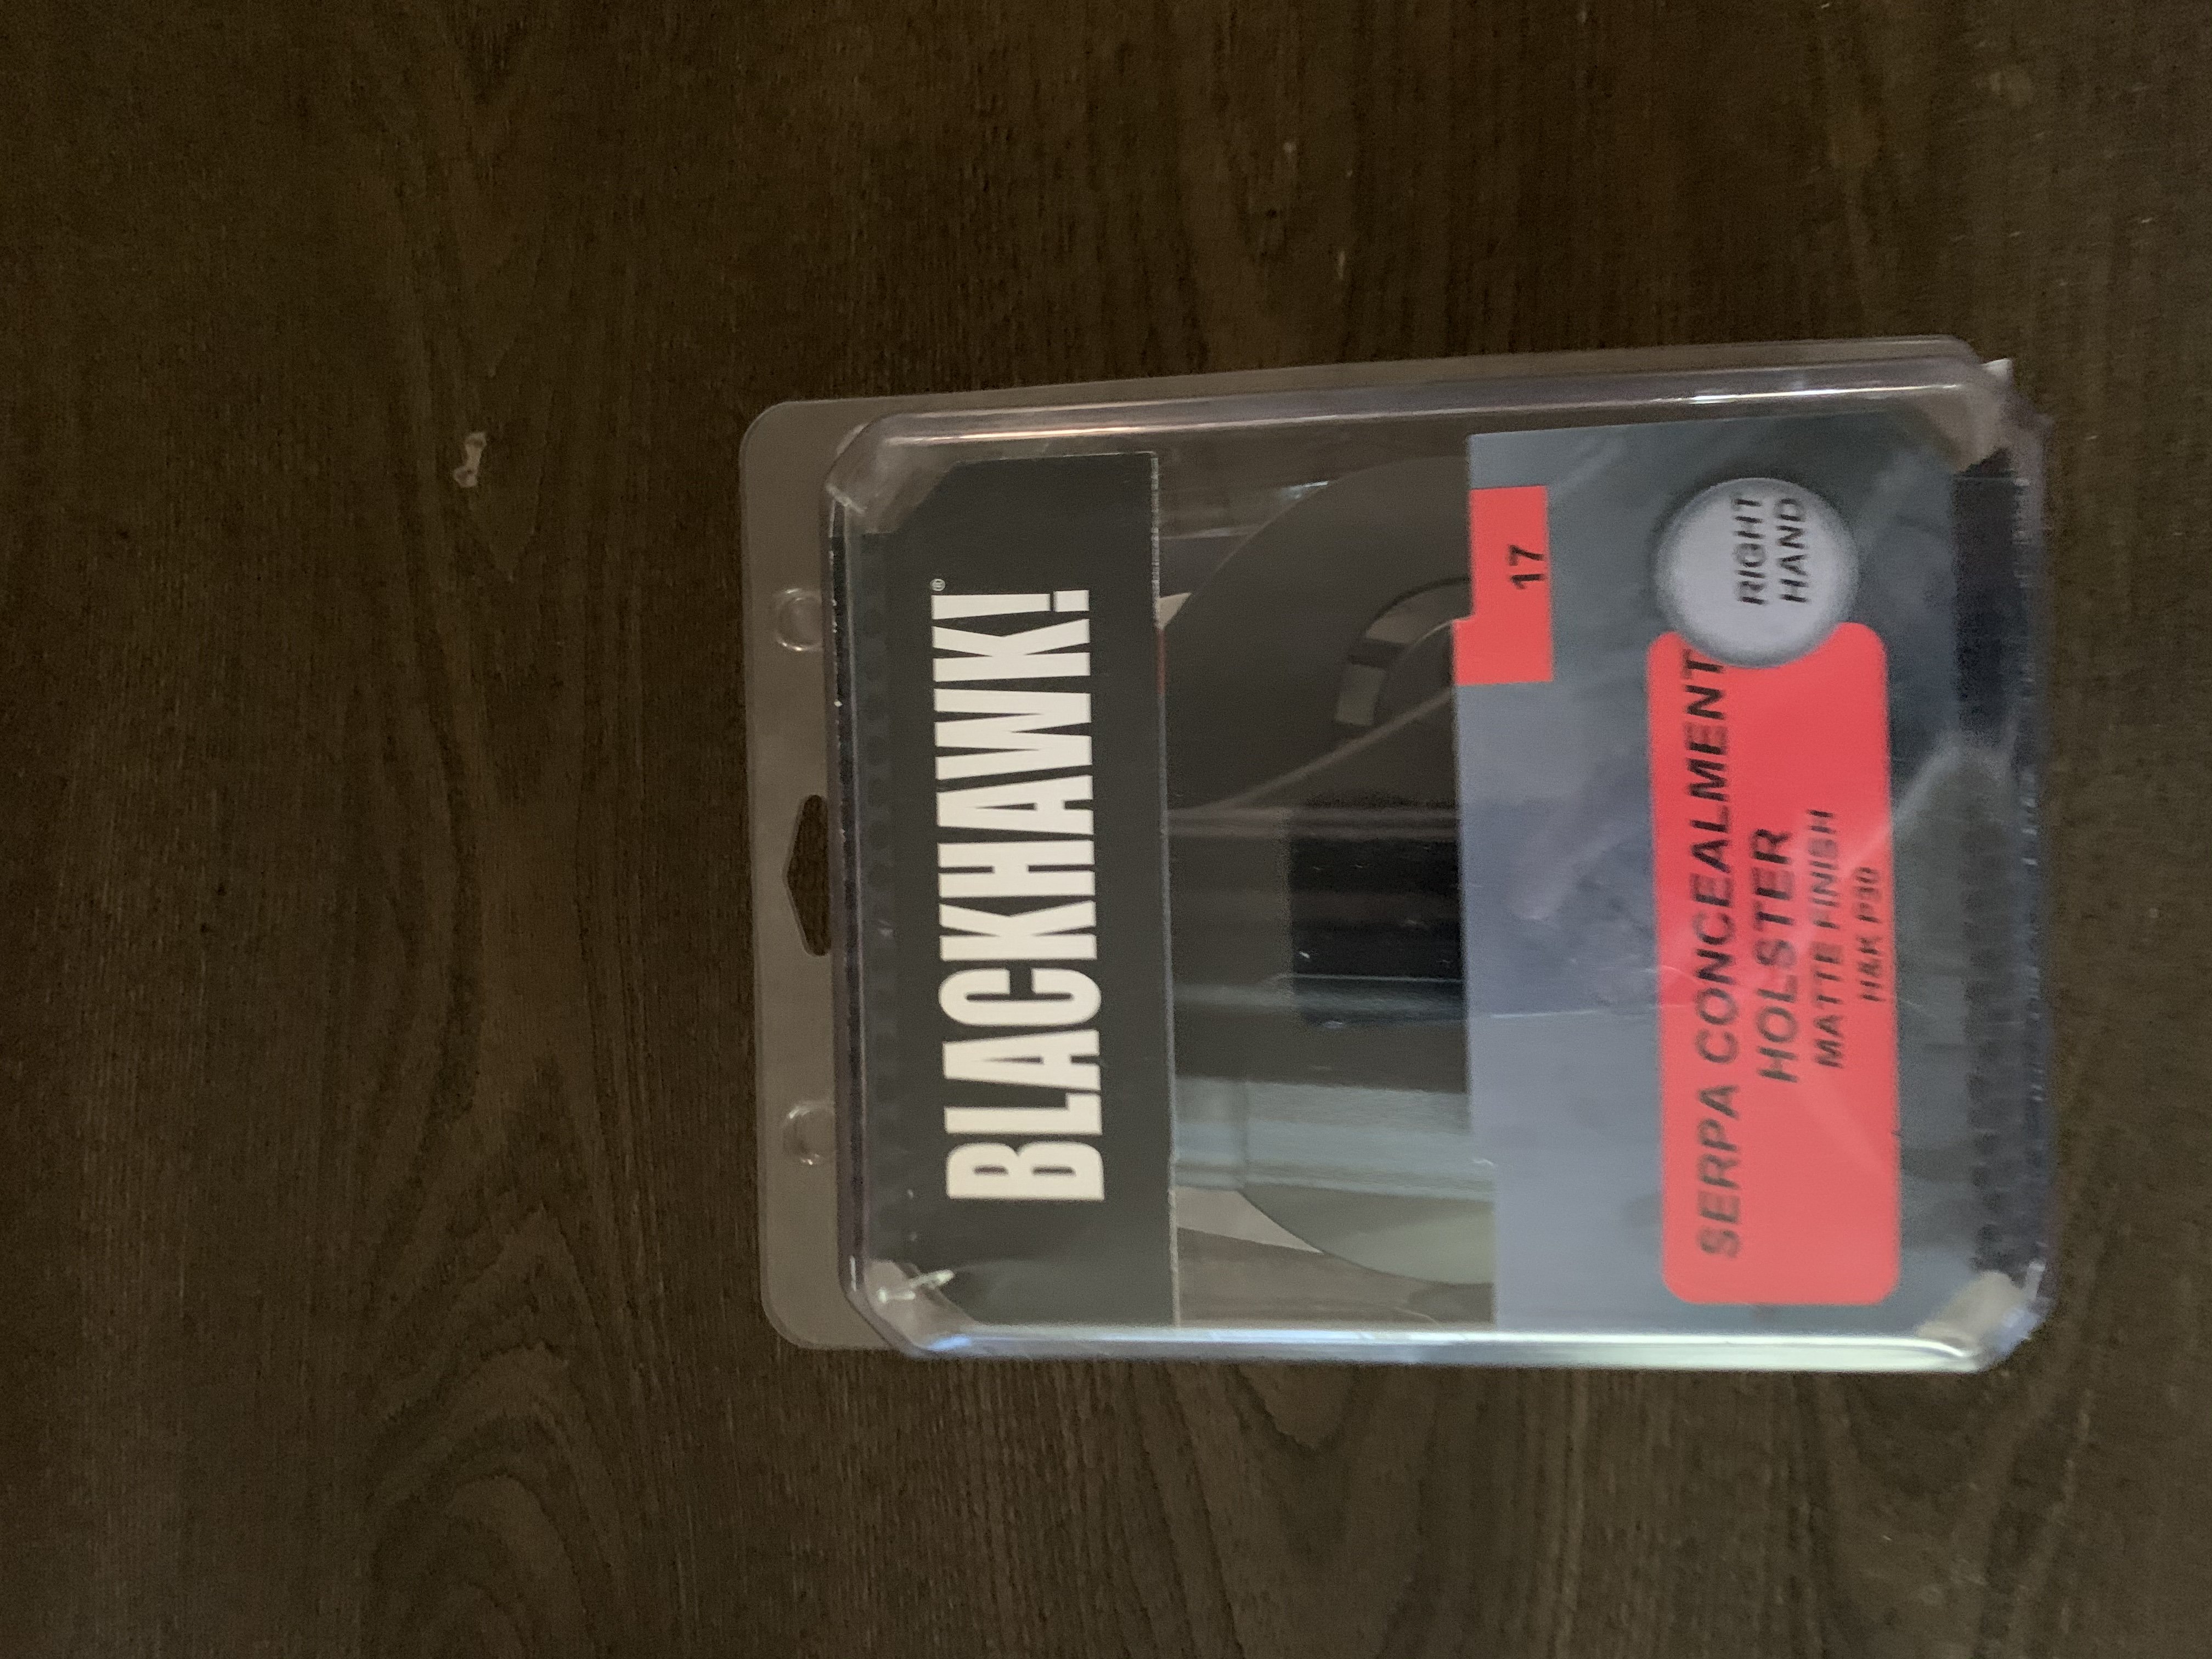 BLACKHAWK!®
17
RIGHT
HAND
SERPA CONCEALMENT
HOLSTER
MATTE FINISH
H&K P30